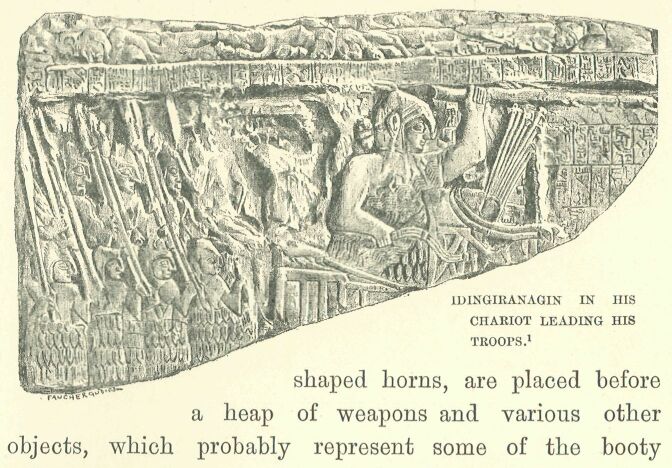 IDINGIRANAGIN IN HIS
CHARIOT LEADING HIS
TROOPS.¹
shaped horns, are placed before
a heap of weapons and various other
objects, which probably represent some of the booty